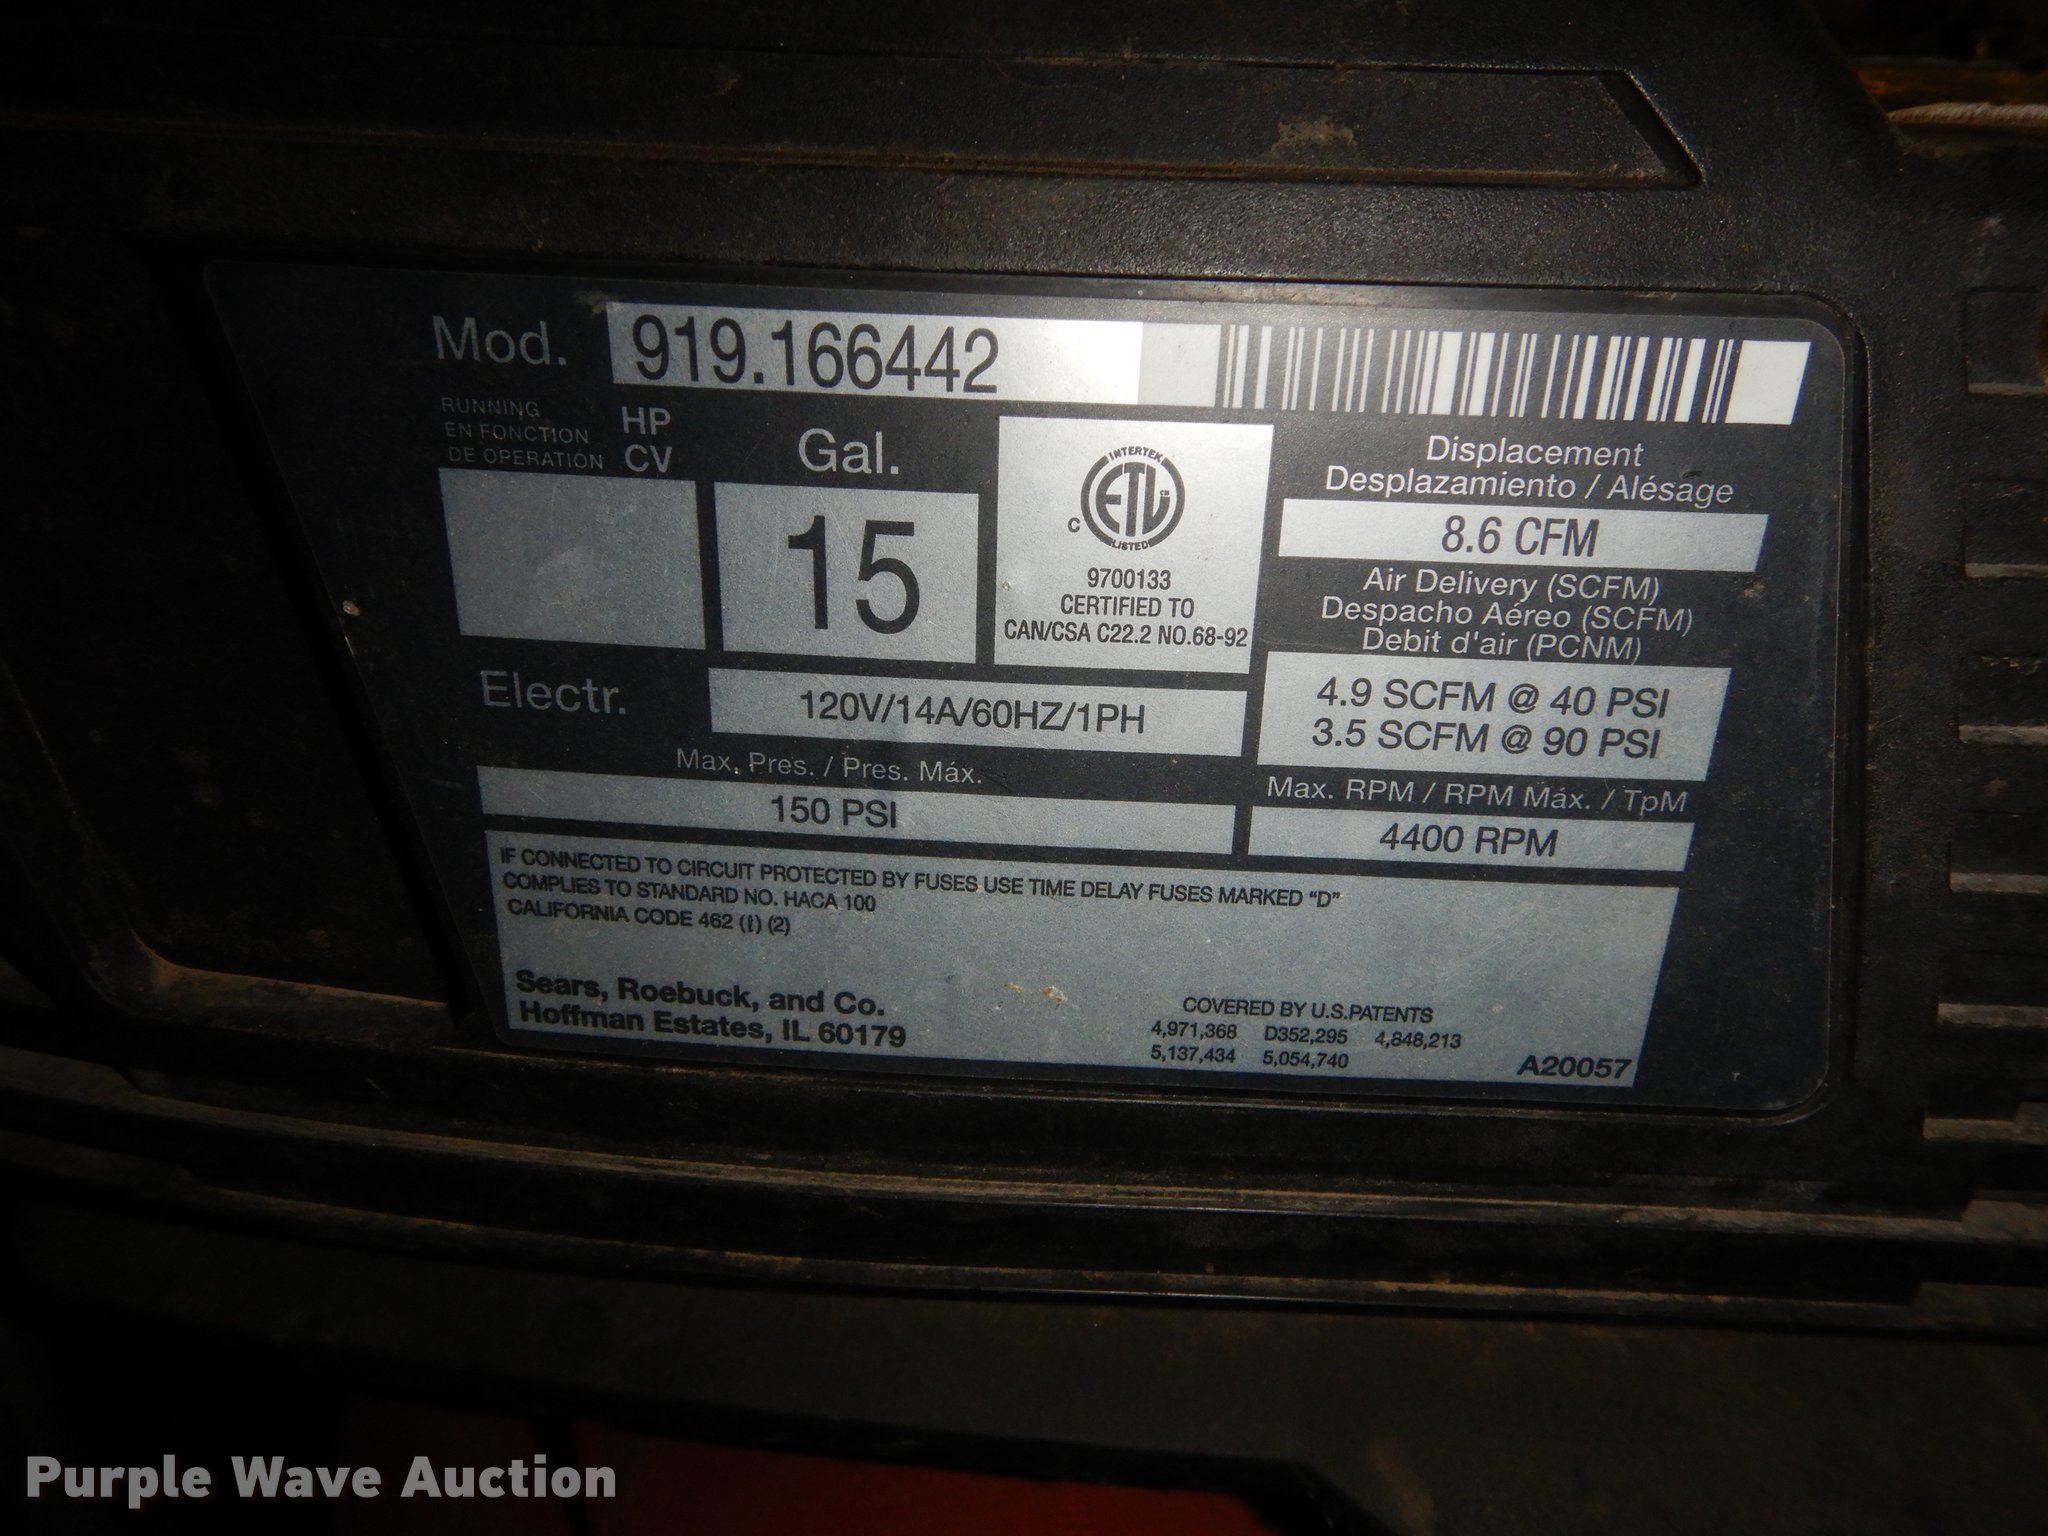 Mod. 919.166442
RUNNING
EN FONCTION
DE OPERATIÓN
HP
CV
Gal.
15
INTERTEK
ETL CM
C
LISTED
9700133
CERTIFIED TO
CAN/CSA C22.2 NO.68-92
Displacement
Desplazamiento / Alésage
8.6 CFM
Air Delivery (SCFM)
Despacho Aéreo (SCFM)
Debit d'air (PCNM)
4.9 SCFM @ 40 PSI
3.5 SCFM @ 90 PSI
Electr. 120V/14A/60HZ/1PH
Max. Pres. / Pres. Máx.
150 PSI
Max. RPM / RPM Máx. / TpM
4400 RPM
IF CONNECTED TO CIRCUIT PROTECTED BY FUSES USE TIME DELAY FUSES MARKED "D"
COMPLIES TO STANDARD NO. HACA 100
CALIFORNIA CODE 462 (l) (2)
Sears, Roebuck, and Co.
Hoffman Estates, IL 60179
COVERED BY U.S.PATENTS
4,971,368 D352,295 4,848,213
5,137,434 5,054,740
A20057
Purple Wave Auction